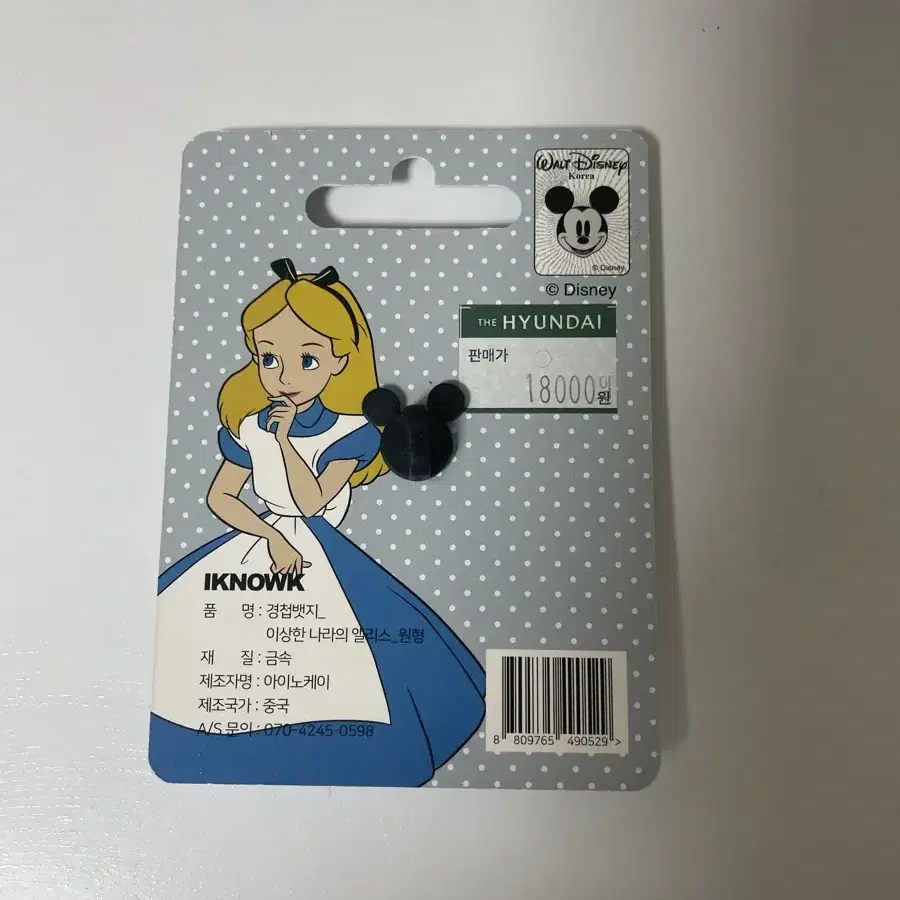 WALT DISNEY
Korea
© Disney
© Disney
THE HYUNDAI
판매가
18000원
IKNOWK
품 명 : 경첩뱃지_
이상한 나라의 앨리스_원형
재 질 : 금속
제조자명 : 아이노케이
제조국가 : 중국
A/S 문의 : 070-4245-0598
8 809765 490529 >